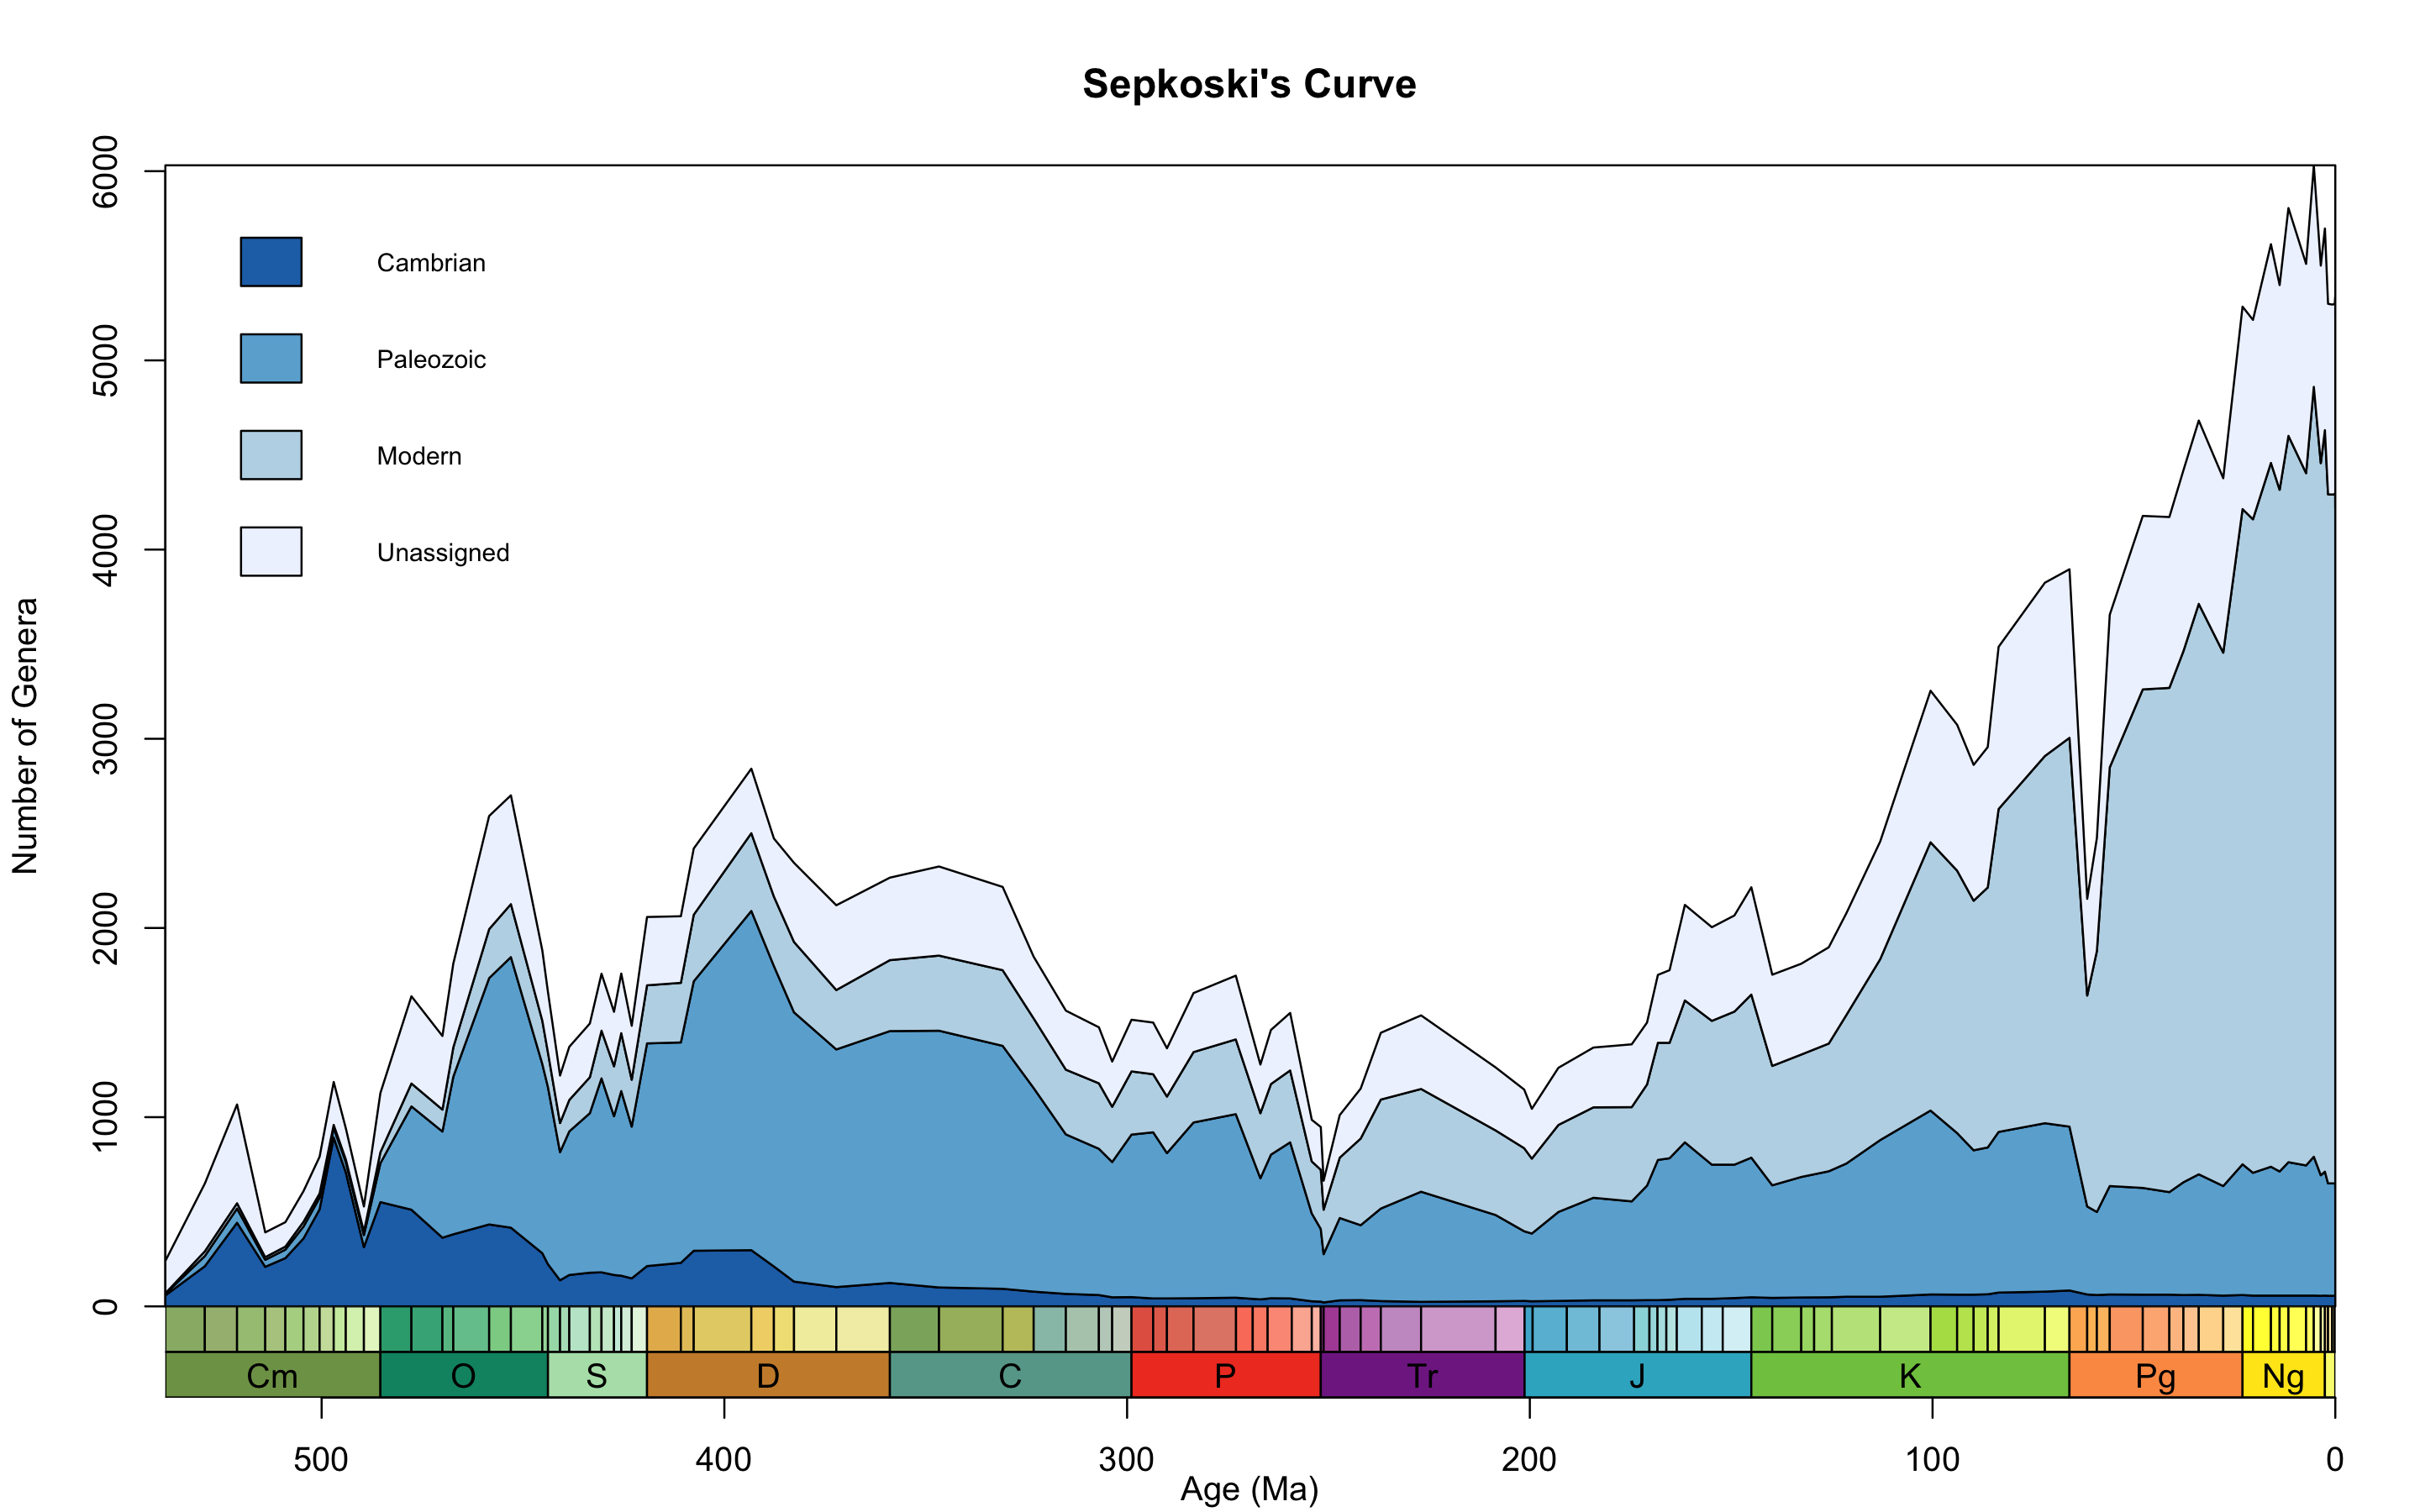 Sepkoski's Curve
Number of Genera
6000
5000
4000
3000
2000
1000
0
Cambrian
Paleozoic
Modern
Unassigned
Cm O S D C P Tr J K Pg Ng
500 400 300 200 100 0
Age (Ma)